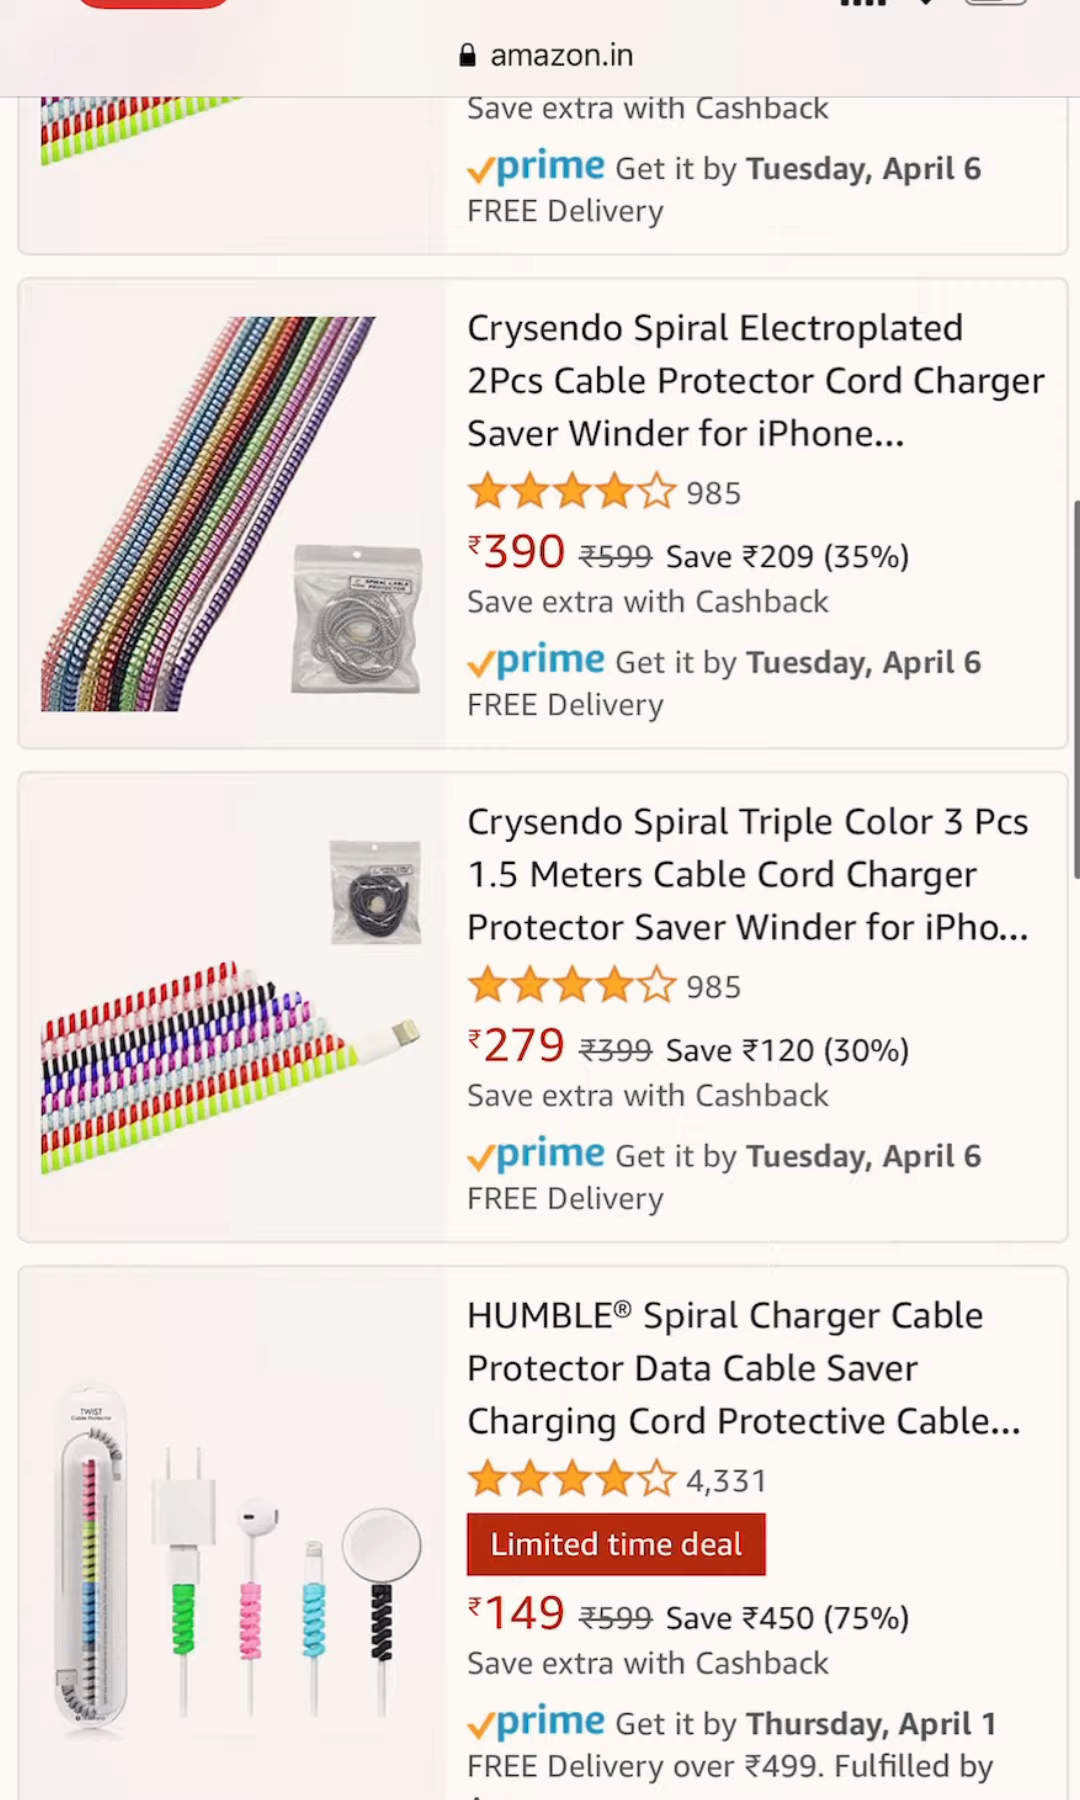 amazon.in
Save extra with Cashback
prime Get it by Tuesday, April 6
FREE Delivery
Crysendo Spiral Electroplated
2Pcs Cable Protector Cord Charger
Saver Winder for iPhone...
985
₹390 ₹599 Save ₹209 (35%)
Save extra with Cashback
prime Get it by Tuesday, April 6
FREE Delivery
SPIRAL CABLE
PROTECTOR
Crysendo Spiral Triple Color 3 Pcs
1.5 Meters Cable Cord Charger
Protector Saver Winder for iPho...
985
₹279 ₹399 Save ₹120 (30%)
Save extra with Cashback
prime Get it by Tuesday, April 6
FREE Delivery
HUMBLE® Spiral Charger Cable
Protector Data Cable Saver
Charging Cord Protective Cable...
4,331
Limited time deal
₹149 ₹599 Save ₹450 (75%)
Save extra with Cashback
prime Get it by Thursday, April 1
FREE Delivery over ₹499. Fulfilled by
TWIST
Cable Protector